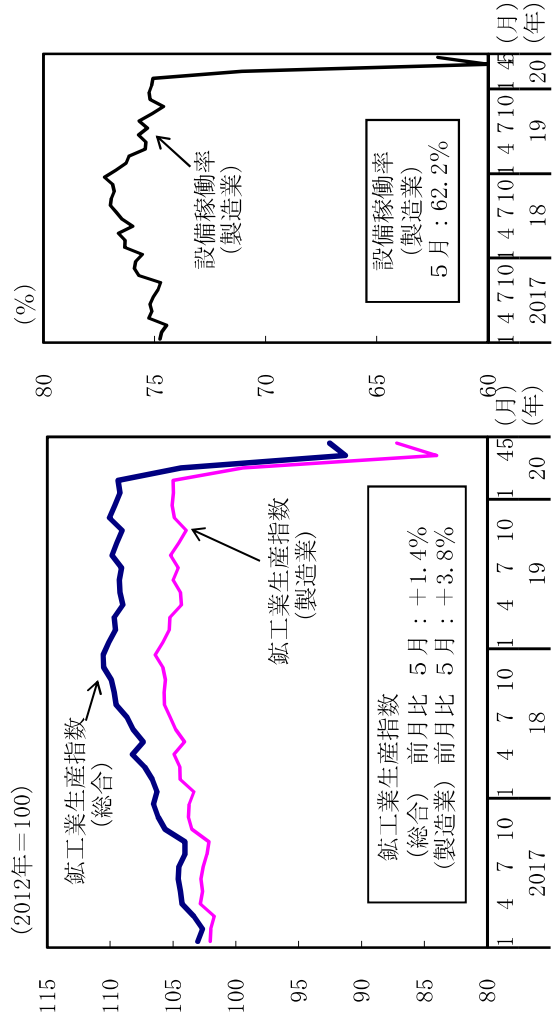 (2012年＝100)
115
110
105
100
95
90
85
80
鉱工業生産指数
(総合)
鉱工業生産指数
(製造業)
鉱工業生産指数
(総合) 前月比 5月：＋1.4%
(製造業) 前月比 5月：＋3.8%
1 4 7 10 1 4 7 10 1 4 7 10 1 45 (月)
2017 18 19 20 (年)
(%)
80
75
70
65
60
設備稼働率
(製造業)
設備稼働率
(製造業)
5月：62.2%
1 4 7 10 1 4 7 10 1 4 7 10 1 4 5 (月)
2017 18 19 20 (年)